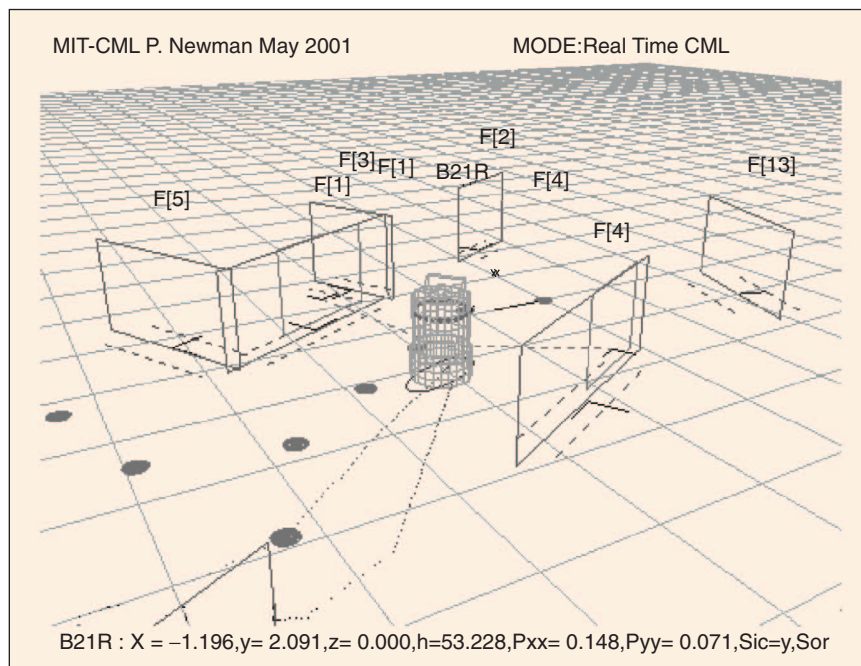 MIT-CML P. Newman May 2001 MODE:Real Time CML
F[2]
F[3] F[1] B21R F[13]
F[5] F[1] F[4]
F[4]
B21R : X = –1.196,y= 2.091,z= 0.000,h=53.228,Pxx= 0.148,Pyy= 0.071,Sic=y,Sor